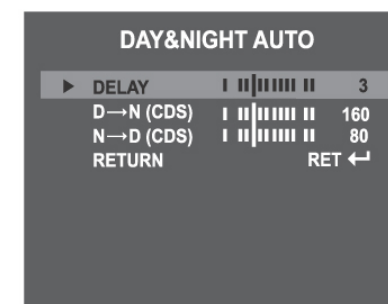 DAY&NIGHT AUTO
► DELAY 3
D→N (CDS) 160
N→D (CDS) 80
RETURN RET ↵